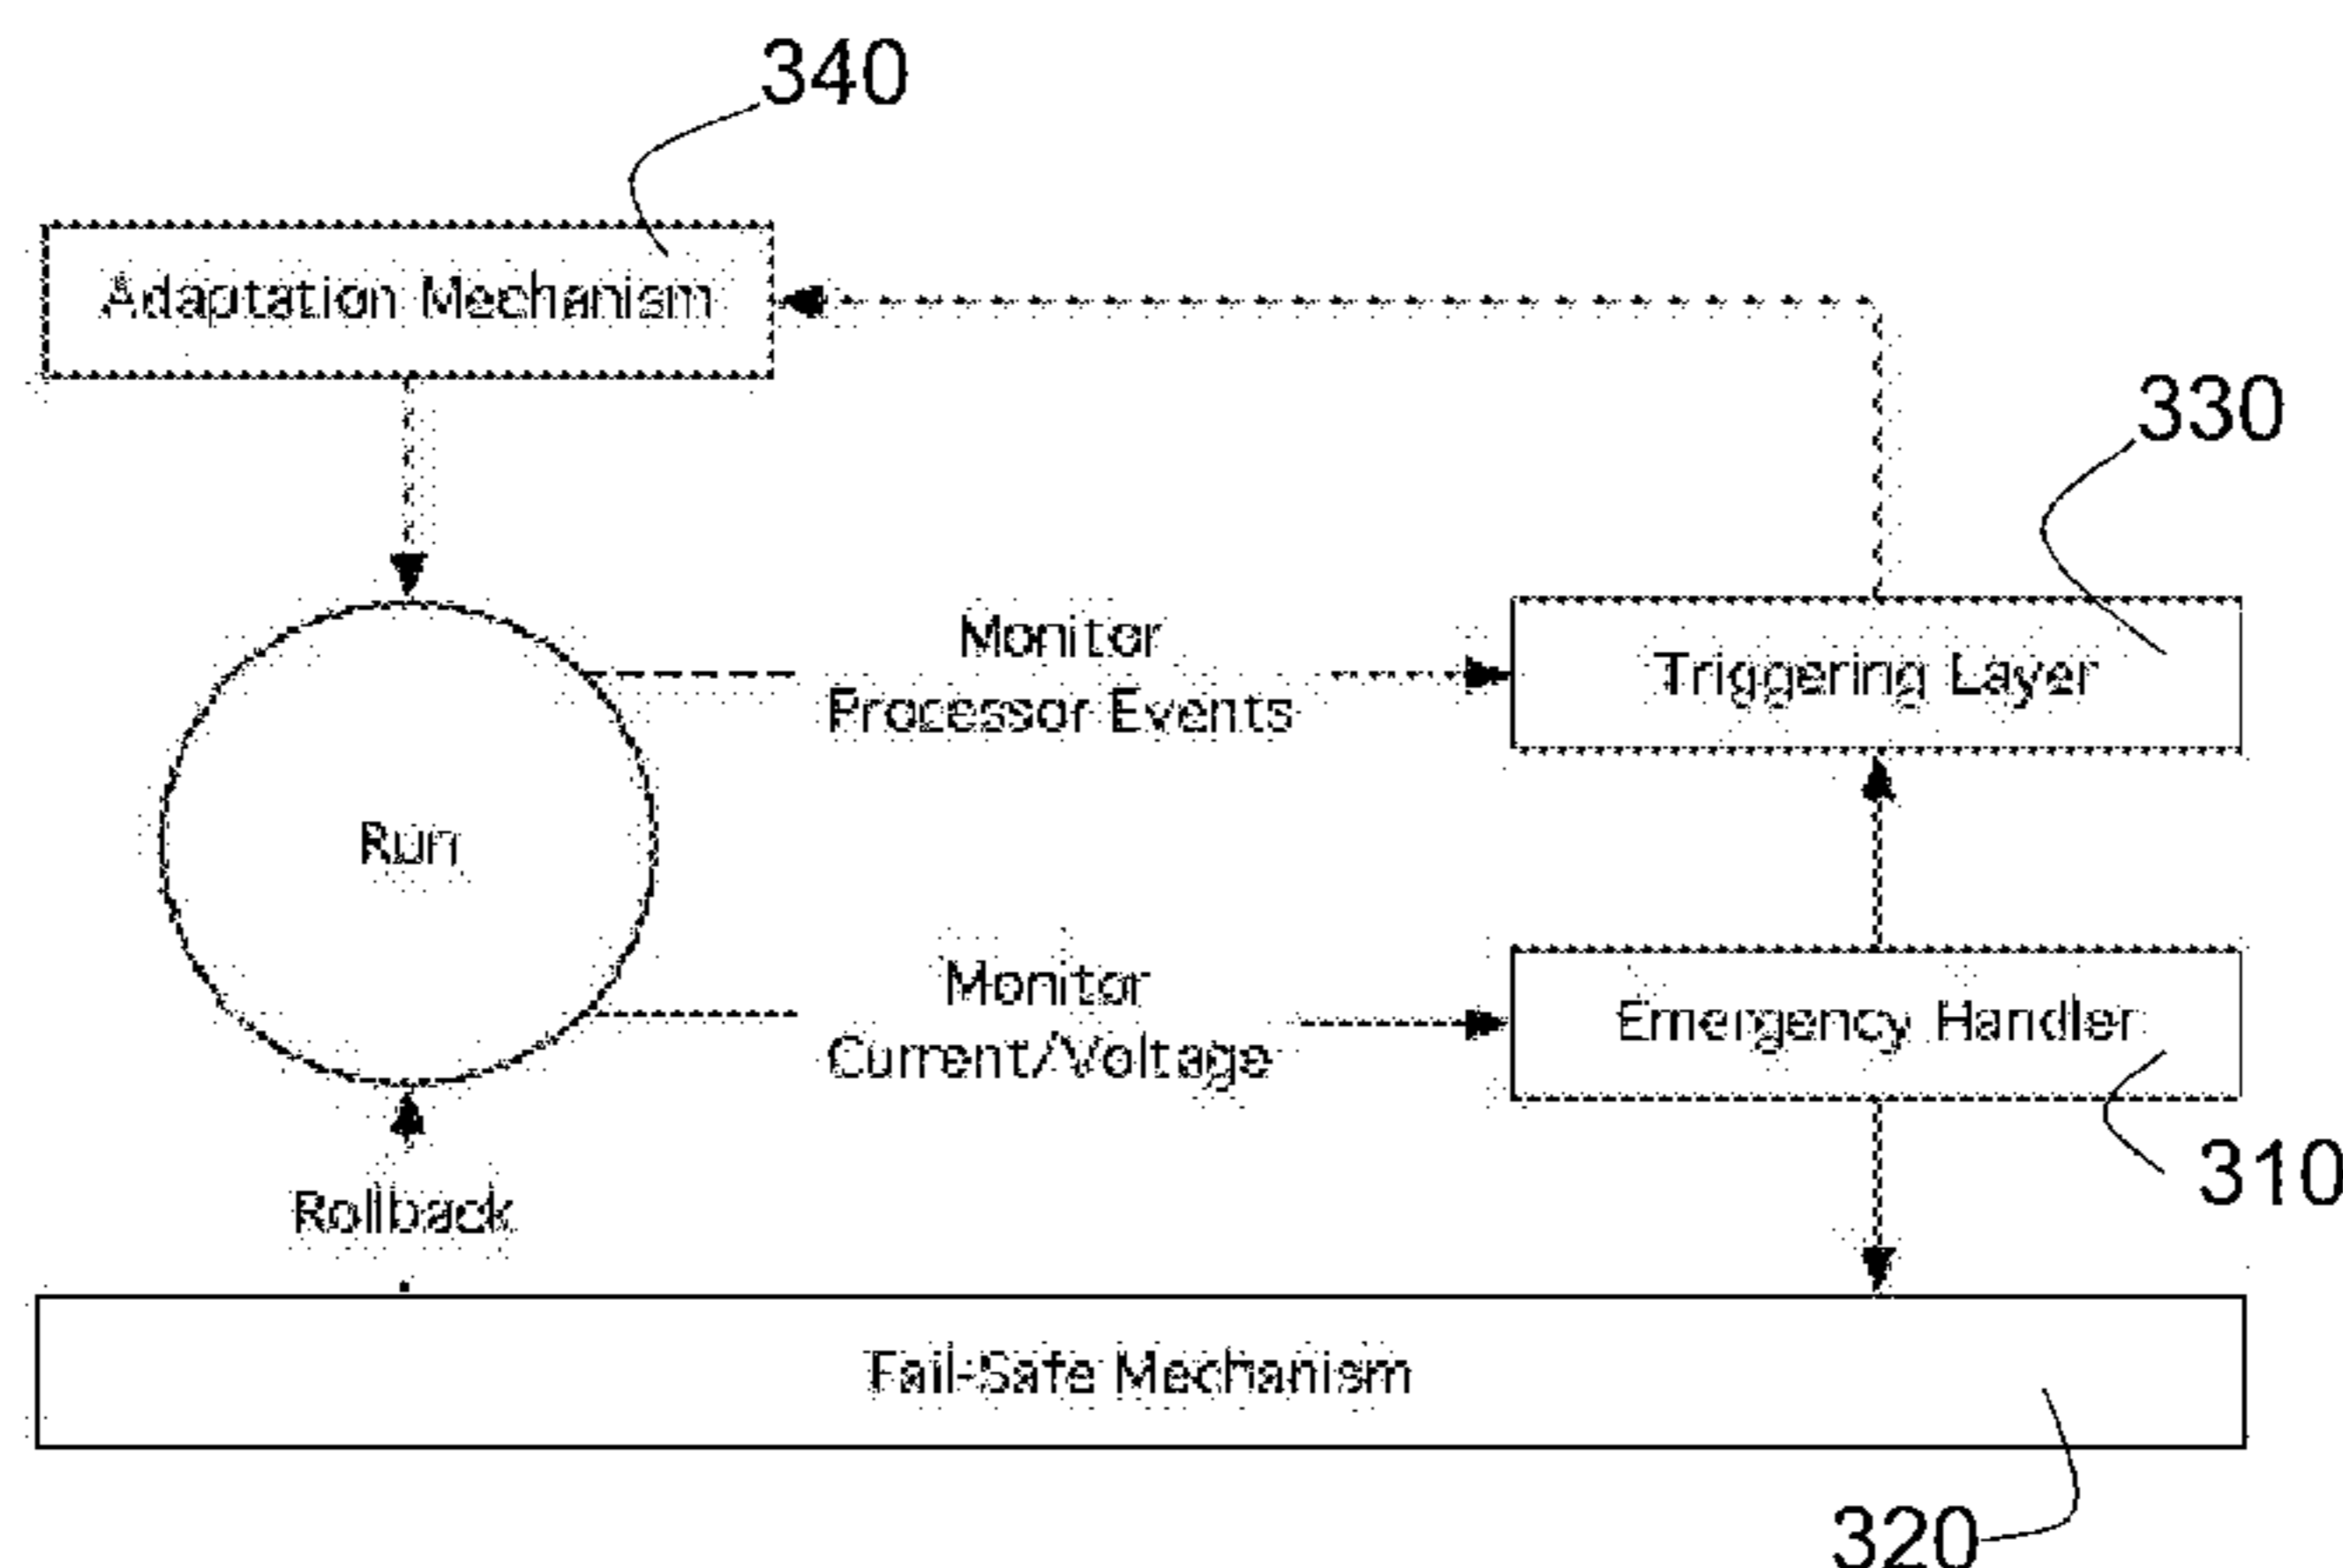 340
Adaptation Mechanism
330
Monitor
Processor Events
Triggering Layer
Run
Monitor
Current/Voltage
Emergency Handler
310
Rollback
Fail-Safe Mechanism
320